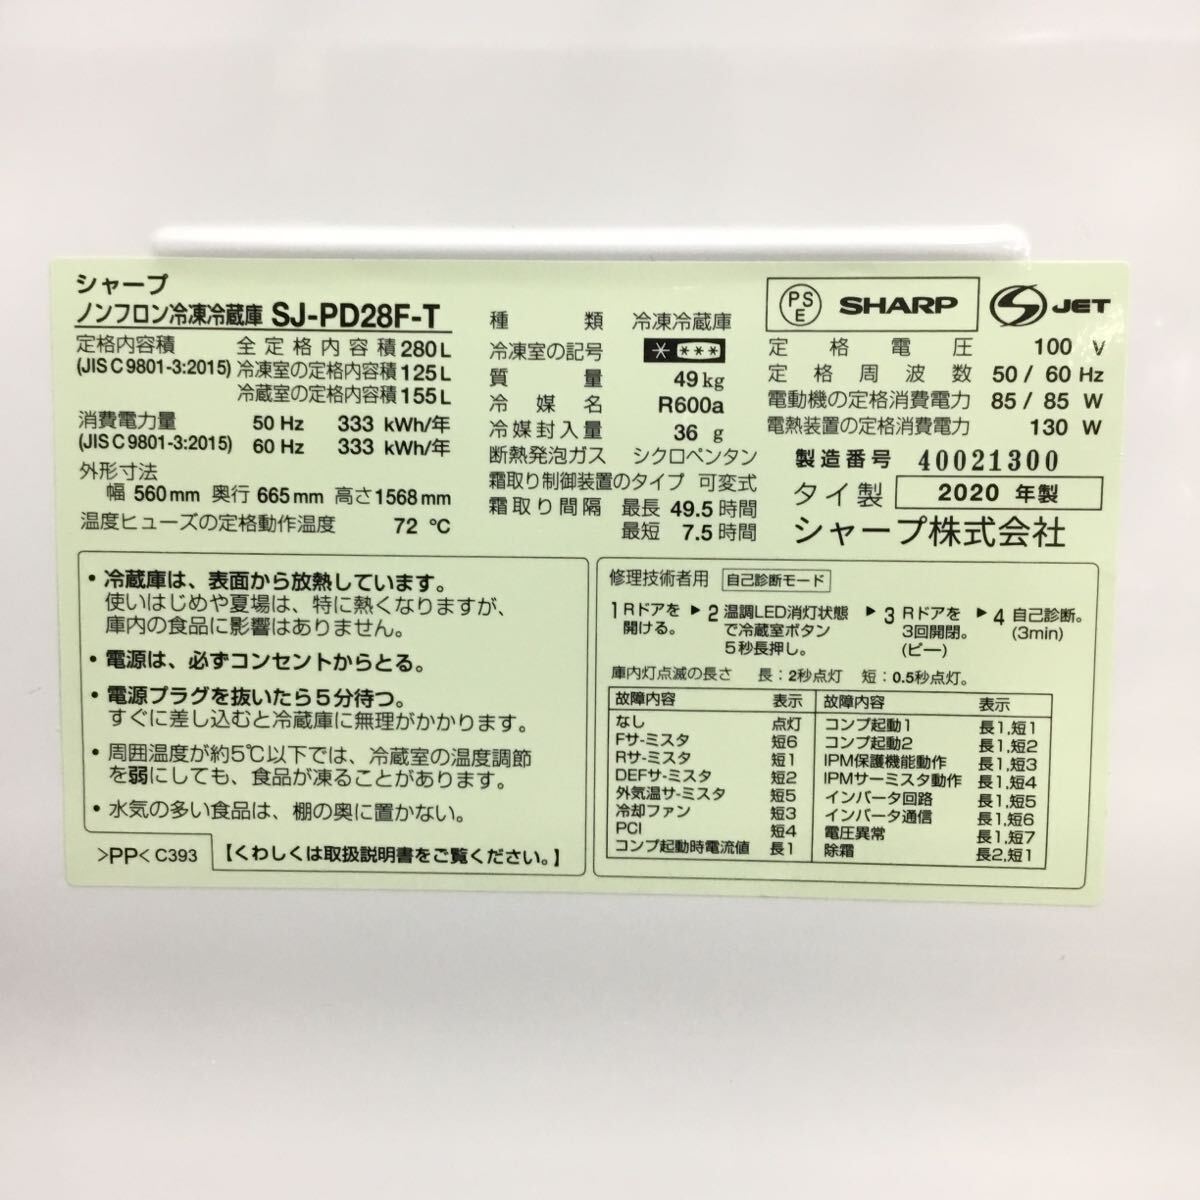 シャープ
ノンフロン冷凍冷蔵庫 SJ-PD28F-T
定格内容積 全定格内容積 280 L
(JIS C 9801-3:2015) 冷凍室の定格内容積 125 L
冷蔵室の定格内容積 155 L
消費電力量 50 Hz 333 kWh/年
(JIS C 9801-3:2015) 60 Hz 333 kWh/年
外形寸法
幅 560 mm 奥行 665 mm 高さ 1568 mm
温度ヒューズの定格動作温度 72 ℃
種類 冷凍冷蔵庫
冷凍室の記号 * ***
質量 49 kg
冷媒名 R600a
冷媒封入量 36 g
断熱発泡ガス シクロペンタン
霜取り制御装置のタイプ 可変式
霜取り間隔 最長 49.5 時間
最短 7.5 時間
PS
E SHARP JET
定格電圧 100 V
定格周波数 50 / 60 Hz
電動機の定格消費電力 85 / 85 W
電熱装置の定格消費電力 130 W
製造番号 40021300
タイ製 2020 年製
シャープ株式会社
・冷蔵庫は、表面から放熱しています。
使いはじめや夏場は、特に熱くなりますが、
庫内の食品に影響はありません。
・電源は、必ずコンセントからとる。
・電源プラグを抜いたら5分待つ。
すぐに差し込むと冷蔵庫に無理がかかります。
・周囲温度が約5℃以下では、冷蔵室の温度調節
を弱にしても、食品が凍ることがあります。
・水気の多い食品は、棚の奥に置かない。
>PP< C393 【くわしくは取扱説明書をご覧ください。】
修理技術者用 自己診断モード
1 Rドアを ▶ 2 温調LED消灯状態 ▶ 3 Rドアを ▶ 4 自己診断。
開ける。 で冷蔵室ボタン 3回開閉。 (3min)
5秒長押し。 (ピー)
庫内灯点滅の長さ 長:2秒点灯 短:0.5秒点灯。
故障内容 表示 故障内容 表示
なし 点灯 コンプ起動1 長1,短1
Fサ-ミスタ 短6 コンプ起動2 長1,短2
Rサ-ミスタ 短1 IPM保護機能動作 長1,短3
DEFサ-ミスタ 短2 IPMサーミスタ動作 長1,短4
外気温サ-ミスタ 短5 インバータ回路 長1,短5
冷却ファン 短3 インバータ通信 長1,短6
PCI 短4 電圧異常 長1,短7
コンプ起動時電流値 長1 除霜 長2,短1